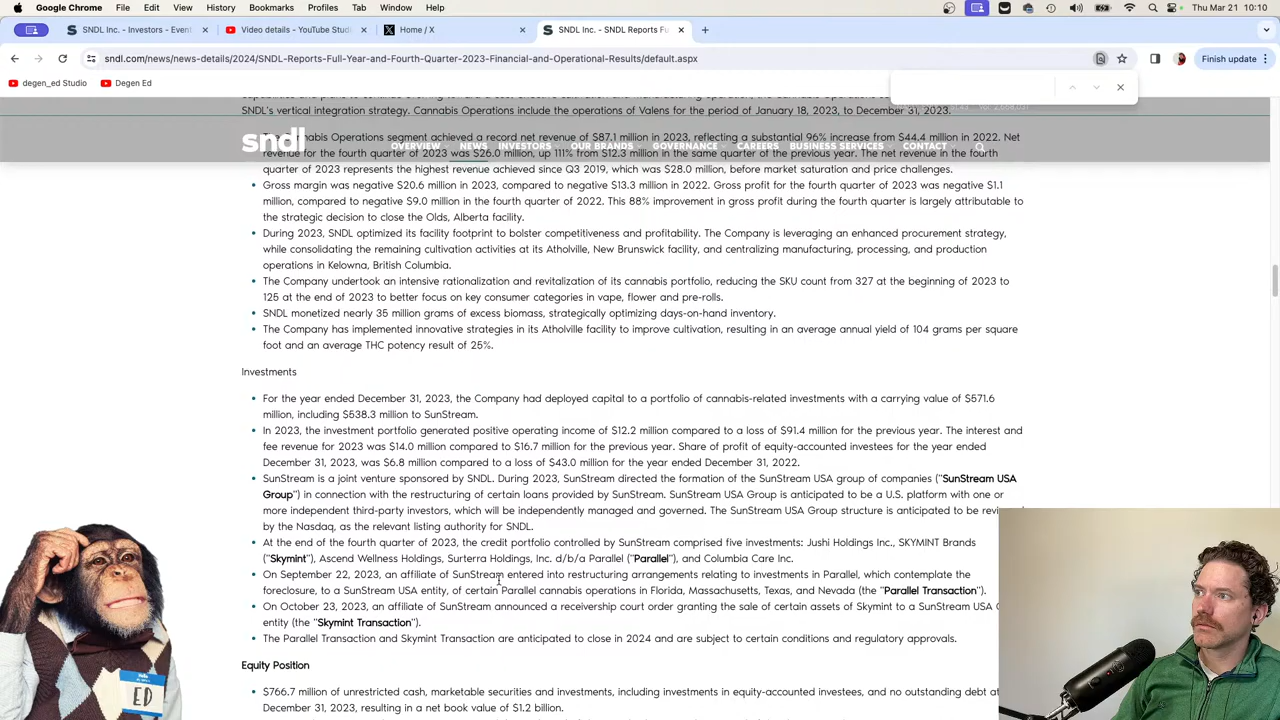 Google Chrome File Edit View History Bookmarks Profiles Tab Window Help Thu Mar 21 10:10
SNDL Inc. - Investors - Event Video details - YouTube Studi Home / X SNDL Inc. - SNDL Reports Fu
sndl.com/news/news-details/2024/SNDL-Reports-Full-Year-and-Fourth-Quarter-2023-Financial-and-Operational-Results/default.aspx Finish update
degen_ed Studio Degen Ed
SNDL's vertical integration strategy. Cannabis Operations include the operations of Valens for the period of January 18, 2023, to December 31, 2023.
The Cannabis Operations segment achieved a record net revenue of $87.1 million in 2023, reflecting a substantial 96% increase from $44.4 million in 2022. Net
sndl OVERVIEW NEWS INVESTORS OUR BRANDS GOVERNANCE CAREERS BUSINESS SERVICES CONTACT
revenue for the fourth quarter of 2023 was $26.0 million, up 111% from $12.3 million in the same quarter of the previous year. The net revenue in the fourth
quarter of 2023 represents the highest revenue achieved since Q3 2019, which was $28.0 million, before market saturation and price challenges.
Gross margin was negative $20.6 million in 2023, compared to negative $13.3 million in 2022. Gross profit for the fourth quarter of 2023 was negative $1.1
million, compared to negative $9.0 million in the fourth quarter of 2022. This 88% improvement in gross profit during the fourth quarter is largely attributable to
the strategic decision to close the Olds, Alberta facility.
During 2023, SNDL optimized its facility footprint to bolster competitiveness and profitability. The Company is leveraging an enhanced procurement strategy,
while consolidating the remaining cultivation activities at its Atholville, New Brunswick facility, and centralizing manufacturing, processing, and production
operations in Kelowna, British Columbia.
The Company undertook an intensive rationalization and revitalization of its cannabis portfolio, reducing the SKU count from 327 at the beginning of 2023 to
125 at the end of 2023 to better focus on key consumer categories in vape, flower and pre-rolls.
SNDL monetized nearly 35 million grams of excess biomass, strategically optimizing days-on-hand inventory.
The Company has implemented innovative strategies in its Atholville facility to improve cultivation, resulting in an average annual yield of 104 grams per square
foot and an average THC potency result of 25%.
Investments
For the year ended December 31, 2023, the Company had deployed capital to a portfolio of cannabis-related investments with a carrying value of $571.6
million, including $538.3 million to SunStream.
In 2023, the investment portfolio generated positive operating income of $12.2 million compared to a loss of $91.4 million for the previous year. The interest and
fee revenue for 2023 was $14.0 million compared to $16.7 million for the previous year. Share of profit of equity-accounted investees for the year ended
December 31, 2023, was $6.8 million compared to a loss of $43.0 million for the year ended December 31, 2022.
SunStream is a joint venture sponsored by SNDL. During 2023, SunStream directed the formation of the SunStream USA group of companies ("SunStream USA
Group") in connection with the restructuring of certain loans provided by SunStream. SunStream USA Group is anticipated to be a U.S. platform with one or
more independent third-party investors, which will be independently managed and governed. The SunStream USA Group structure is anticipated to be revi
by the Nasdaq, as the relevant listing authority for SNDL.
At the end of the fourth quarter of 2023, the credit portfolio controlled by SunStream comprised five investments: Jushi Holdings Inc., SKYMINT Brands
("Skymint"), Ascend Wellness Holdings, Surterra Holdings, Inc. d/b/a Parallel ("Parallel"), and Columbia Care Inc.
On September 22, 2023, an affiliate of SunStream entered into restructuring arrangements relating to investments in Parallel, which contemplate the
foreclosure, to a SunStream USA entity, of certain Parallel cannabis operations in Florida, Massachusetts, Texas, and Nevada (the "Parallel Transaction").
On October 23, 2023, an affiliate of SunStream announced a receivership court order granting the sale of certain assets of Skymint to a SunStream USA
entity (the "Skymint Transaction").
The Parallel Transaction and Skymint Transaction are anticipated to close in 2024 and are subject to certain conditions and regulatory approvals.
Equity Position
$766.7 million of unrestricted cash, marketable securities and investments, including investments in equity-accounted investees, and no outstanding debt at
December 31, 2023, resulting in a net book value of $1.2 billion.
ED